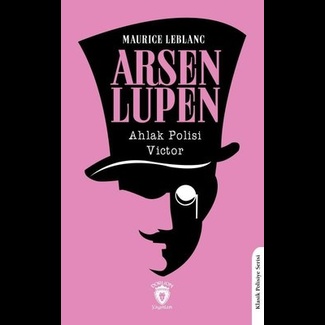 MAURICE LEBLANC
ARSEN
LUPEN
Ahlak Polisi
Victor
Klasik Polisiye Serisi